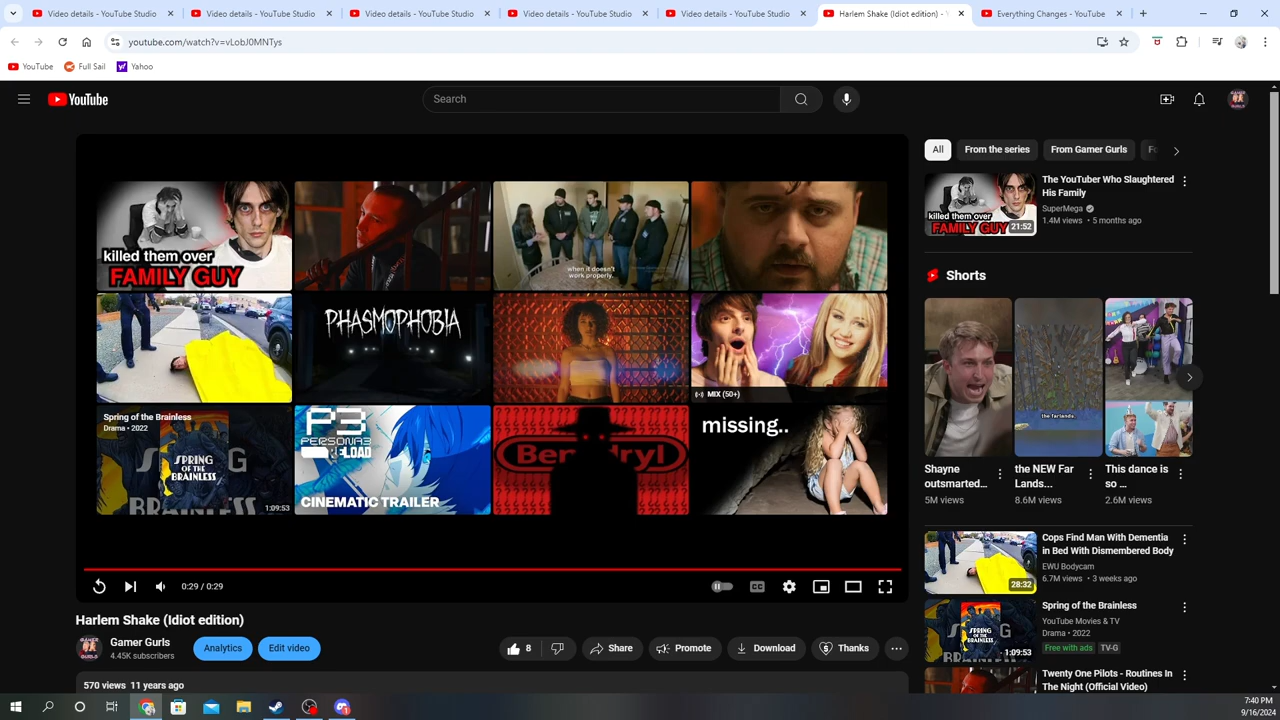 Video details - YouTube Studio
Video details - YouTube Studio
Video details - YouTube Studio
Video details - YouTube Studio
Video details - YouTube Studio
Harlem Shake (Idiot edition) - Y
Everything Changes - YouTube
youtube.com/watch?v=vLobJ0MNTys
YouTube
Full Sail
Yahoo
YouTube
Search
All
From the series
From Gamer Gurls
Fo
killed them over
FAMILY GUY
when it doesn't
work properly.
PHASMOPHOBIA
MIX (50+)
Spring of the Brainless
Drama • 2022
SPRING
OF THE
BRAINLESS
1:09:53
P3
PERSONA3
RELOAD
CINEMATIC TRAILER
missing..
killed them over
FAMILY GUY
21:52
The YouTuber Who Slaughtered
His Family
SuperMega
1.4M views • 5 months ago
Shorts
the farlands
Shayne
outsmarted…
5M views
the NEW Far
Lands...
8.6M views
This dance is
so …
2.6M views
28:32
Cops Find Man With Dementia
in Bed With Dismembered Body
EWU Bodycam
6.7M views • 3 weeks ago
1:09:53
Spring of the Brainless
YouTube Movies & TV
Drama • 2022
Free with ads
TV-G
Twenty One Pilots - Routines In
The Night (Official Video)
0:29 / 0:29
CC
Harlem Shake (Idiot edition)
Gamer Gurls
4.45K subscribers
Analytics
Edit video
8
Share
Promote
Download
Thanks
570 views 11 years ago
7:40 PM
9/16/2024